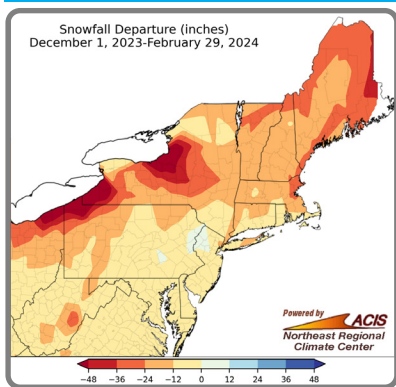 Snowfall Departure (inches)
December 1, 2023-February 29, 2024
Powered by ACIS
Northeast Regional
Climate Center
−48 −36 −24 −12 0 12 24 36 48